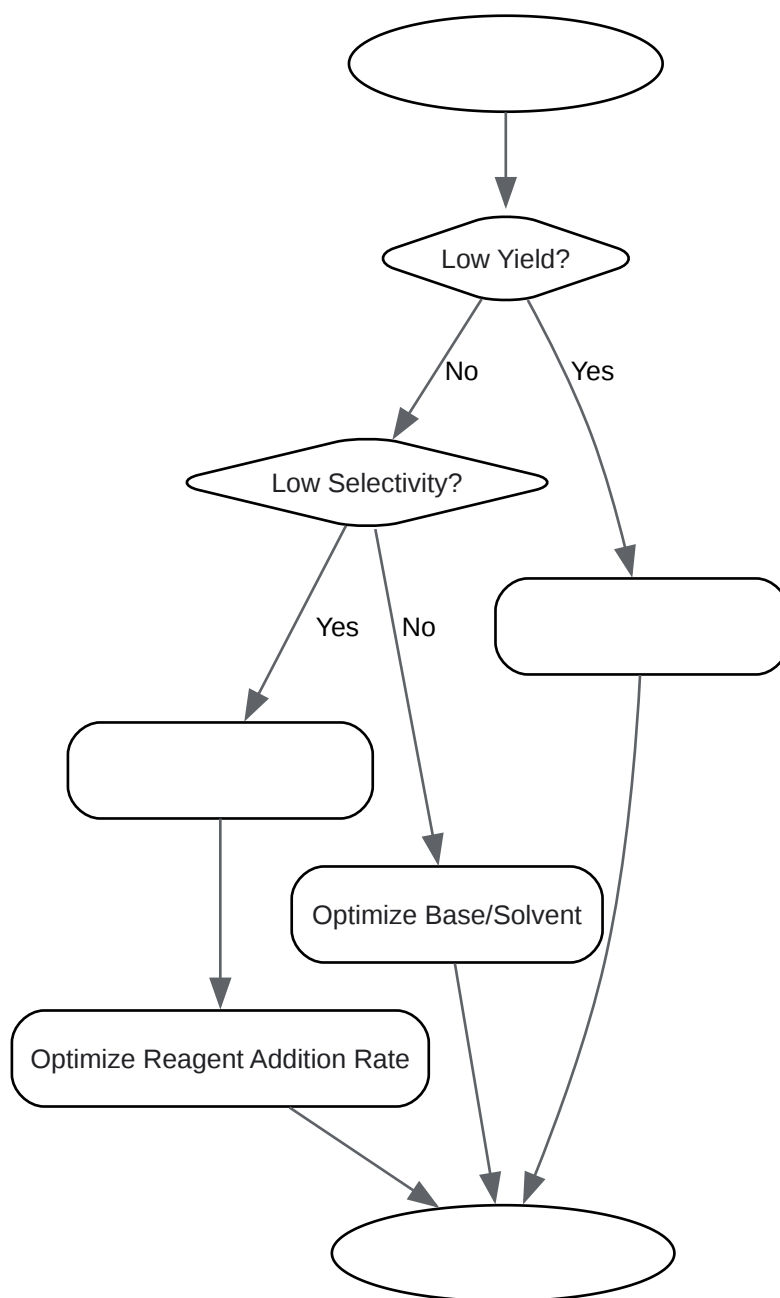 Low Yield?
No
Yes
Low Selectivity?
Yes
No
Optimize Base/Solvent
Optimize Reagent Addition Rate